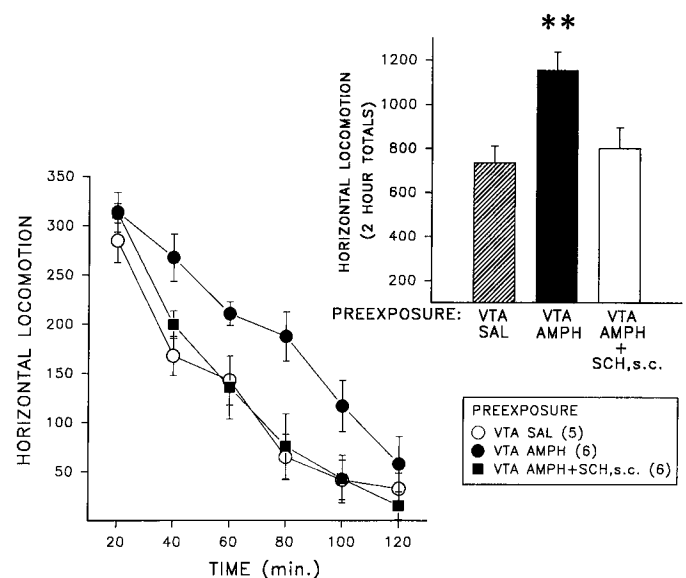 **
HORIZONTAL LOCOMOTION
(2 HOUR TOTALS)
1200
1000
800
600
400
200
PREEXPOSURE:
VTA
SAL
VTA
AMPH
VTA
AMPH
+
SCH,s.c.
HORIZONTAL LOCOMOTION
350
300
250
200
150
100
50
20
40
60
80
100
120
TIME (min.)
PREEXPOSURE
VTA SAL (5)
VTA AMPH (6)
VTA AMPH+SCH,s.c. (6)